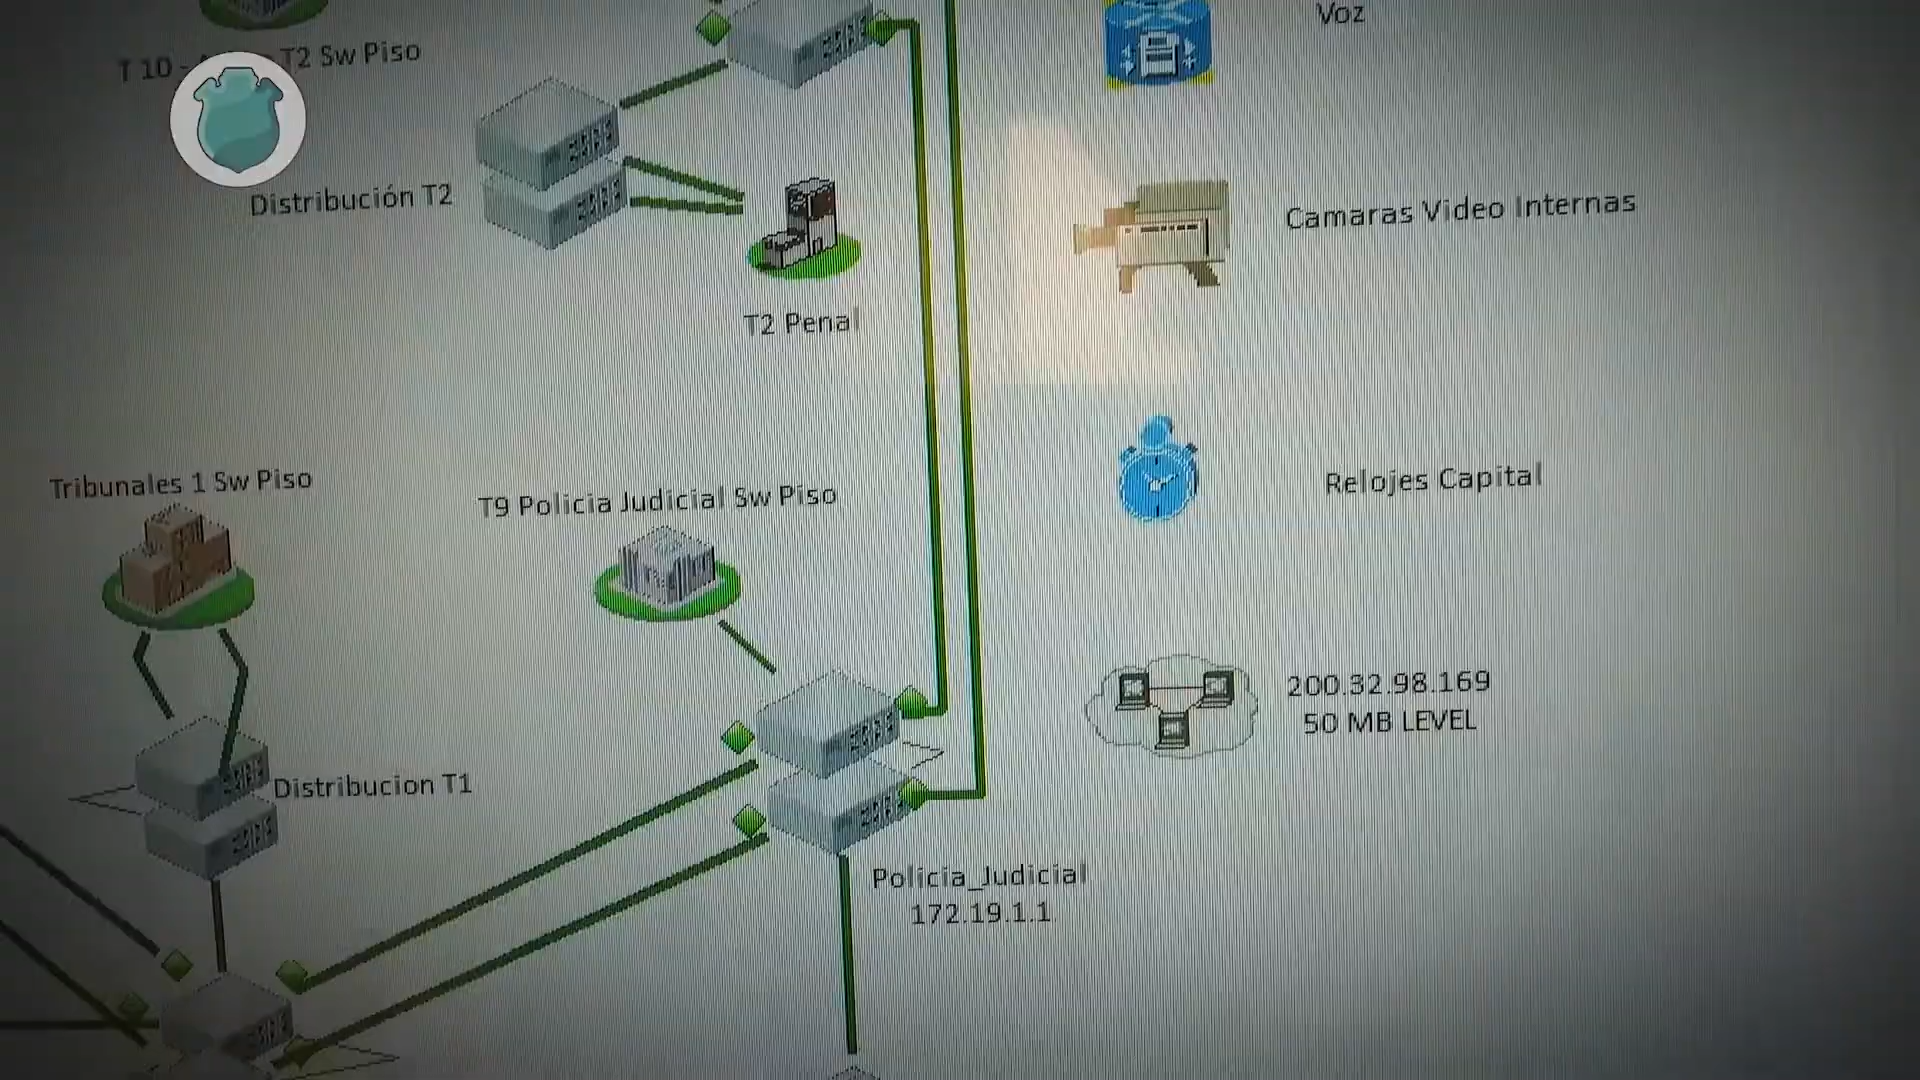 Voz
T 10 -
T2 Sw Piso
Distribución T2
Camaras Video Internas
T2 Penal
Tribunales 1 Sw Piso
T9 Policia Judicial Sw Piso
Relojes Capital
200.32.98.169
50 MB LEVEL
Distribucion T1
Policia_Judicial
172.19.1.1